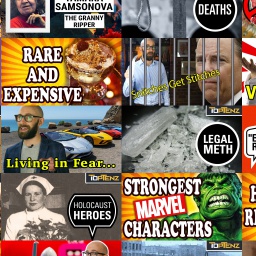 SAMSONOVA
THE GRANNY
RIPPER
DEATHS
RARE
AND
EXPENSIVE
Snitches Get Stitches
Living in Fear...
LEGAL
METH
TOPTENZ
HOLOCAUST
HEROES
STRONGEST
MARVEL
CHARACTERS
TOPTENZ